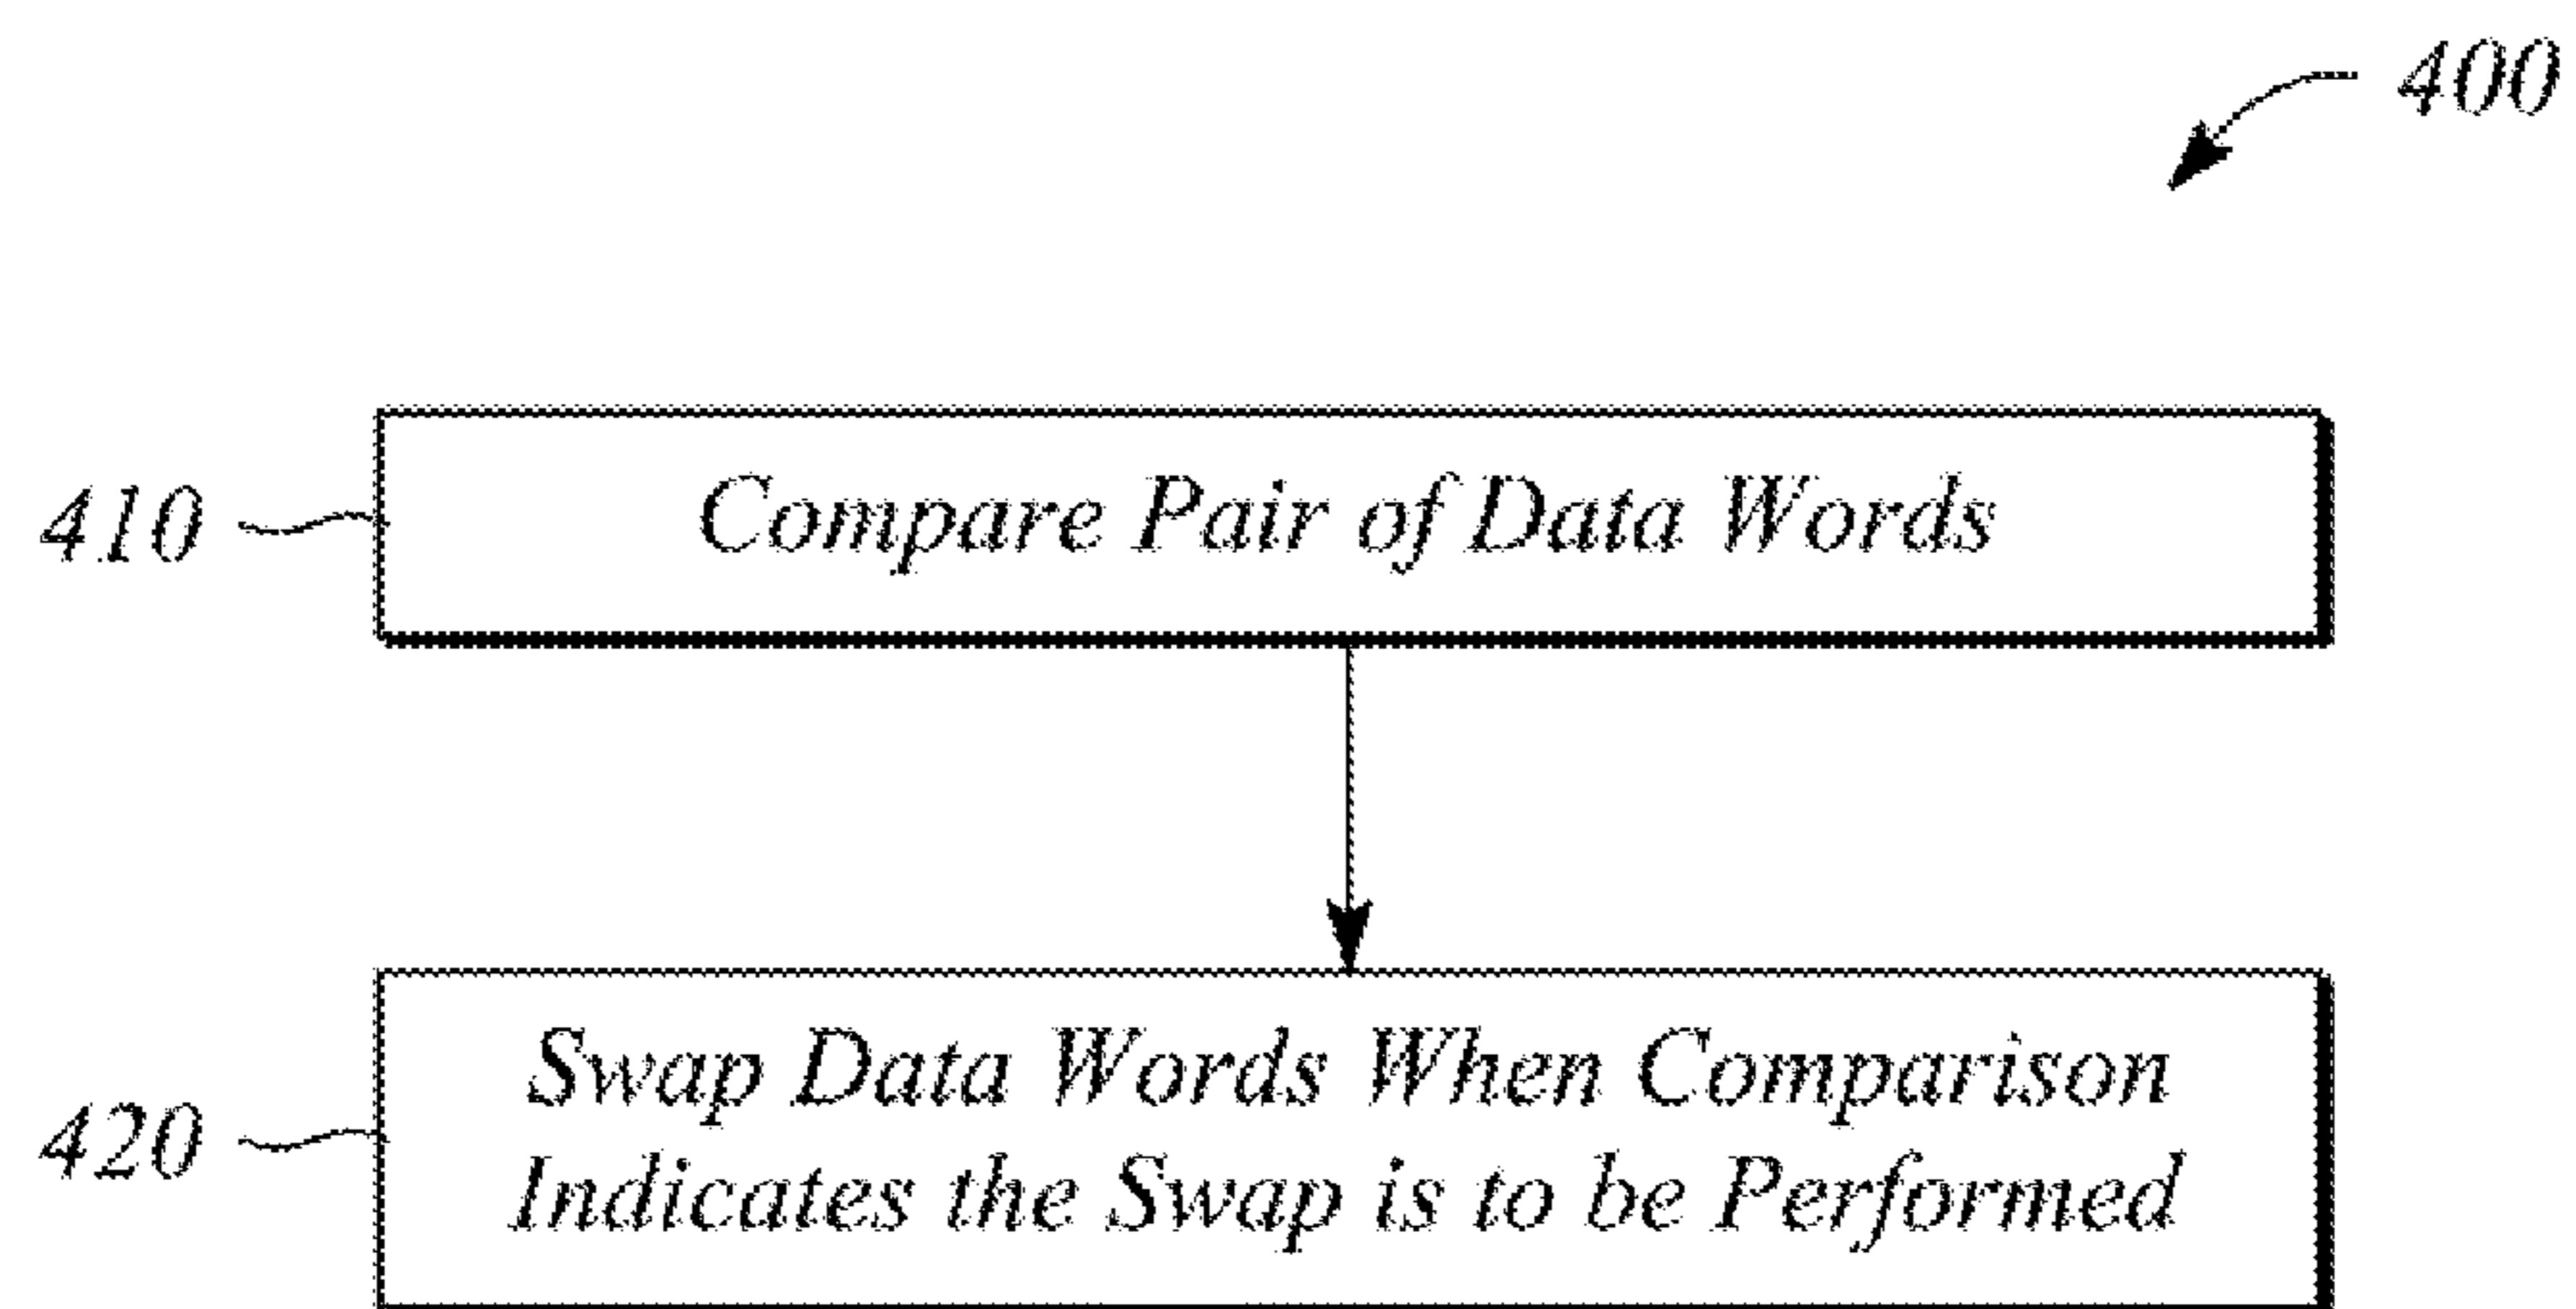 400
410
Compare Pair of Data Words
420
Swap Data Words When Comparison
Indicates the Swap is to be Performed